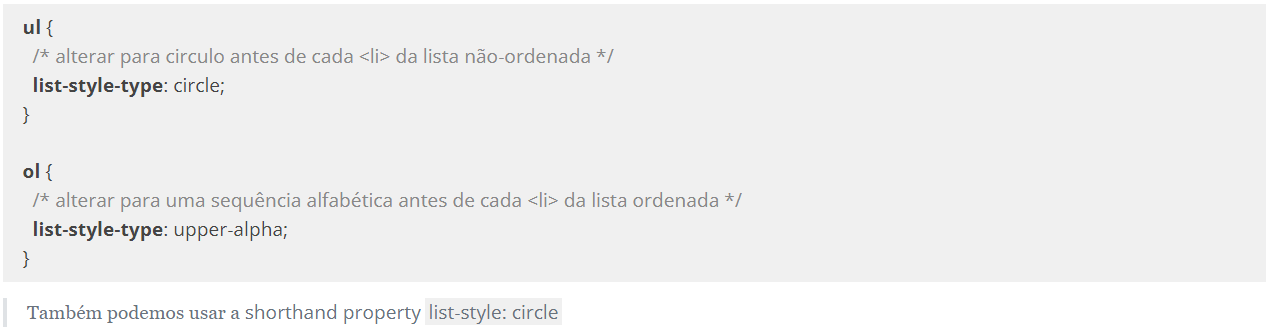 ul {
/* alterar para circulo antes de cada <li> da lista não-ordenada */
list-style-type: circle;
}
ol {
/* alterar para uma sequência alfabética antes de cada <li> da lista ordenada */
list-style-type: upper-alpha;
}
Também podemos usar a shorthand property list-style: circle